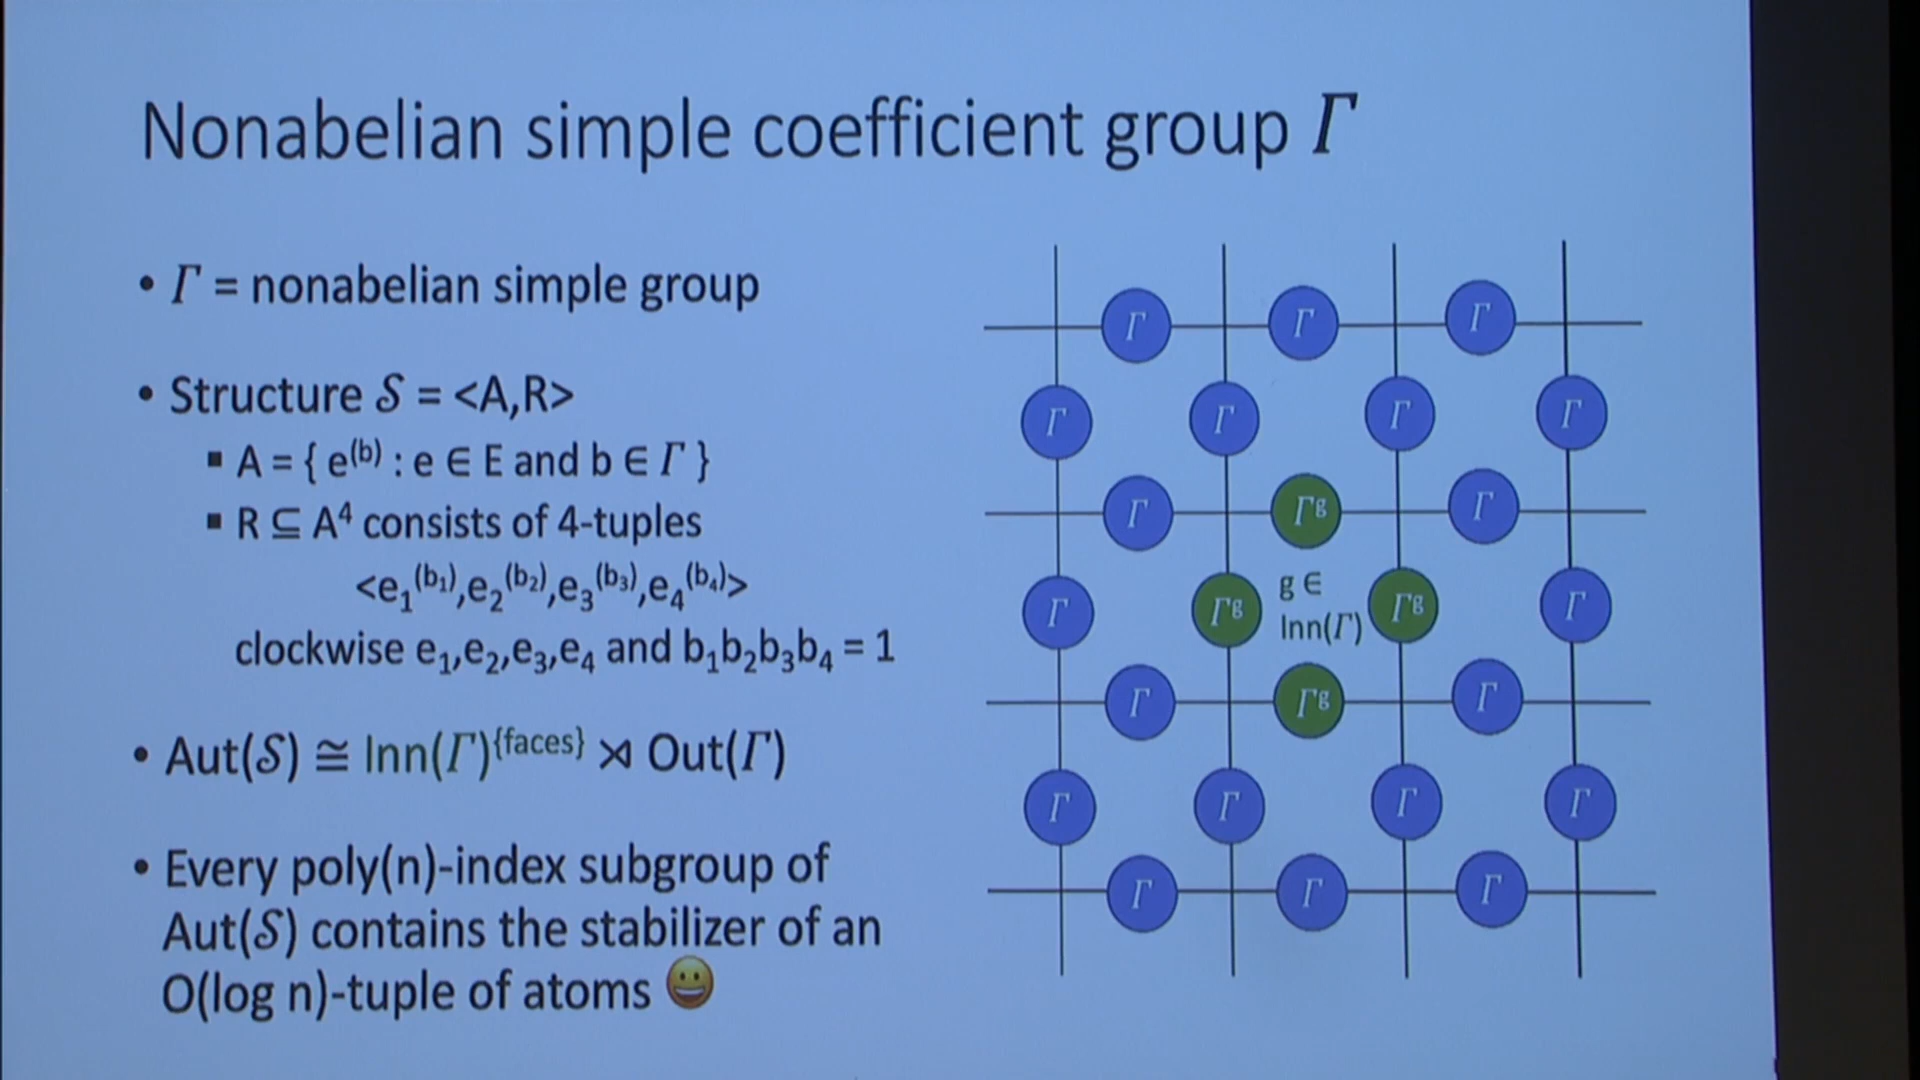 Nonabelian simple coefficient group Γ
• Γ = nonabelian simple group
• Structure 𝒮 = <A,R>
▪ A = { e^(b) : e ∈ E and b ∈ Γ }
▪ R ⊆ A⁴ consists of 4-tuples
<e₁^(b₁),e₂^(b₂),e₃^(b₃),e₄^(b₄)>
clockwise e₁,e₂,e₃,e₄ and b₁b₂b₃b₄ = 1
• Aut(𝒮) ≅ Inn(Γ)^{faces} ⋊ Out(Γ)
• Every poly(n)-index subgroup of
Aut(𝒮) contains the stabilizer of an
O(log n)-tuple of atoms 😀
Γ Γ Γ
Γ Γ Γ Γ
Γ Γᵍ Γ
Γ Γᵍ g ∈ Γᵍ Γ
Inn(Γ)
Γ Γᵍ Γ
Γ Γ Γ Γ
Γ Γ Γ